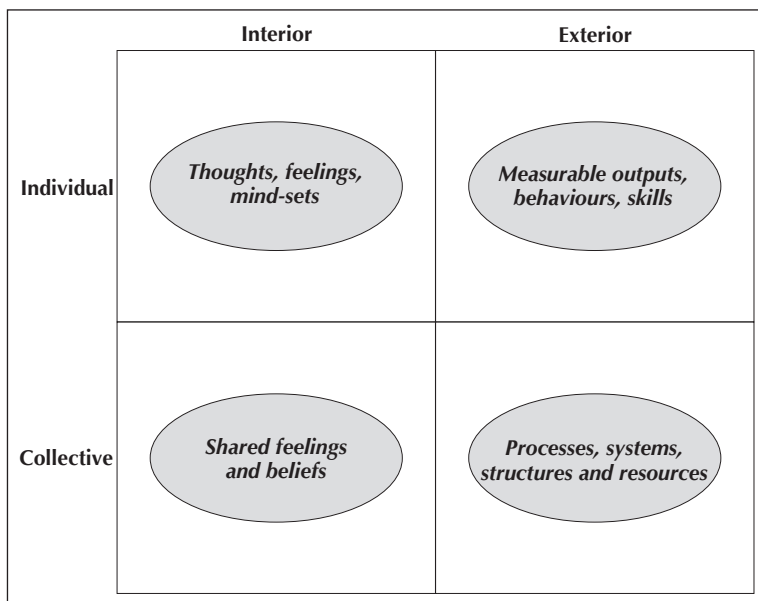 Interior
Exterior
Individual
Thoughts, feelings,
mind-sets
Measurable outputs,
behaviours, skills
Collective
Shared feelings
and beliefs
Processes, systems,
structures and resources